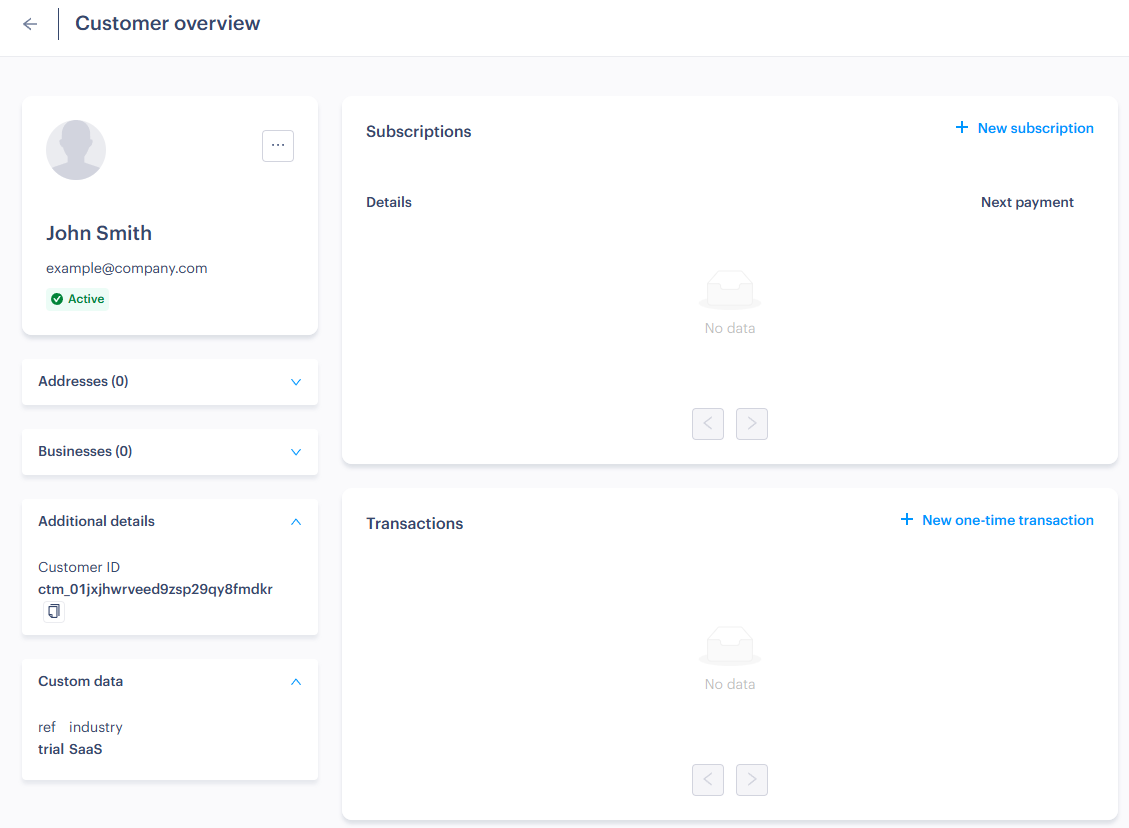 Customer overview
John Smith
example@company.com
Active
Addresses (0)
Businesses (0)
Additional details
Customer ID
ctm_01jxjhwrveed9zsp29qy8fmdkr
Custom data
ref industry
trial SaaS
Subscriptions
New subscription
Details Next payment
No data
Transactions
New one-time transaction
No data